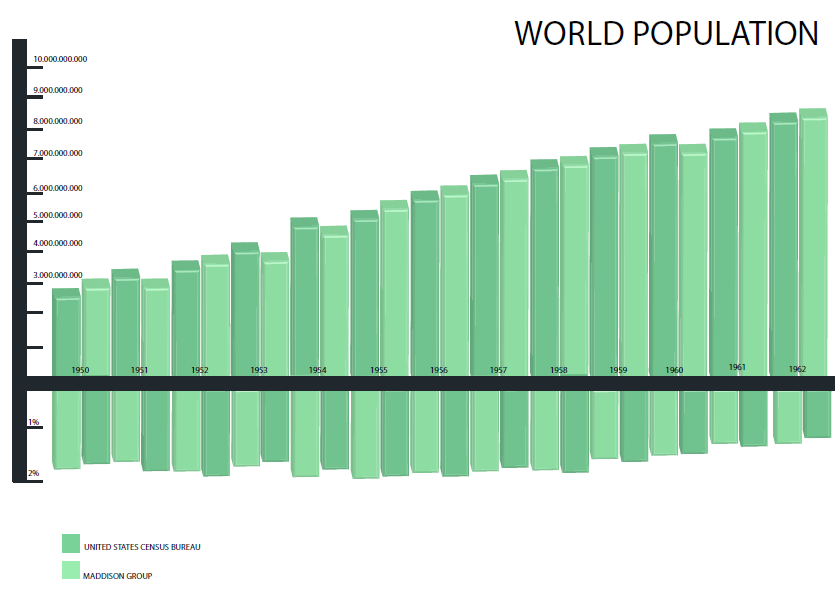 WORLD POPULATION
10.000.000.000
9.000.000.000
8.000.000.000
7.000.000.000
6.000.000.000
5.000.000.000
4.000.000.000
3.000.000.000
1950 1951 1952 1953 1954 1955 1956 1957 1958 1959 1960 1961 1962
1%
2%
UNITED STATES CENSUS BUREAU
MADDISON GROUP